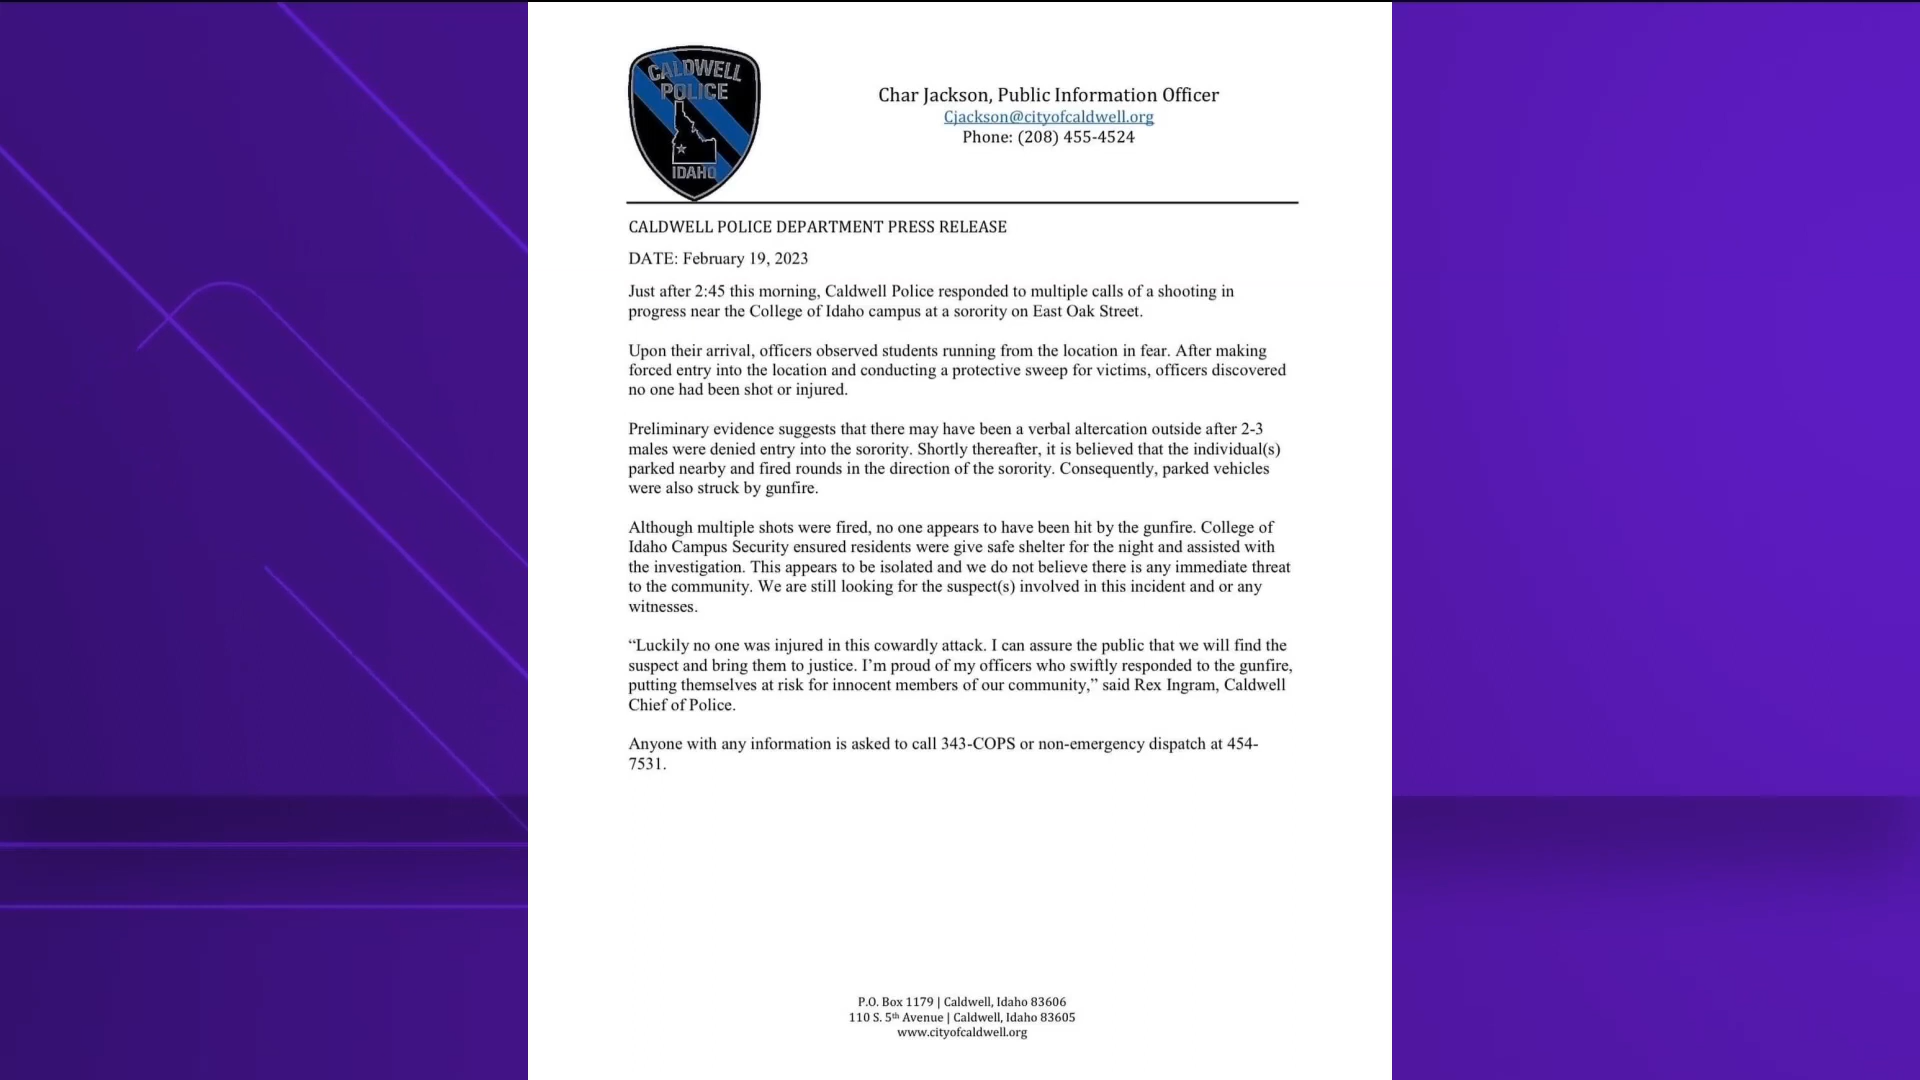 CALDWELL
POLICE
IDAHO
Char Jackson, Public Information Officer
Cjackson@cityofcaldwell.org
Phone: (208) 455-4524
CALDWELL POLICE DEPARTMENT PRESS RELEASE
DATE: February 19, 2023
Just after 2:45 this morning, Caldwell Police responded to multiple calls of a shooting in
progress near the College of Idaho campus at a sorority on East Oak Street.
Upon their arrival, officers observed students running from the location in fear. After making
forced entry into the location and conducting a protective sweep for victims, officers discovered
no one had been shot or injured.
Preliminary evidence suggests that there may have been a verbal altercation outside after 2-3
males were denied entry into the sorority. Shortly thereafter, it is believed that the individual(s)
parked nearby and fired rounds in the direction of the sorority. Consequently, parked vehicles
were also struck by gunfire.
Although multiple shots were fired, no one appears to have been hit by the gunfire. College of
Idaho Campus Security ensured residents were give safe shelter for the night and assisted with
the investigation. This appears to be isolated and we do not believe there is any immediate threat
to the community. We are still looking for the suspect(s) involved in this incident and or any
witnesses.
“Luckily no one was injured in this cowardly attack. I can assure the public that we will find the
suspect and bring them to justice. I’m proud of my officers who swiftly responded to the gunfire,
putting themselves at risk for innocent members of our community,” said Rex Ingram, Caldwell
Chief of Police.
Anyone with any information is asked to call 343-COPS or non-emergency dispatch at 454-
7531.
P.O. Box 1179 | Caldwell, Idaho 83606
110 S. 5th Avenue | Caldwell, Idaho 83605
www.cityofcaldwell.org